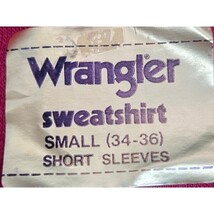 Wrangler
sweatshirt
SMALL (34-36)
SHORT SLEEVES